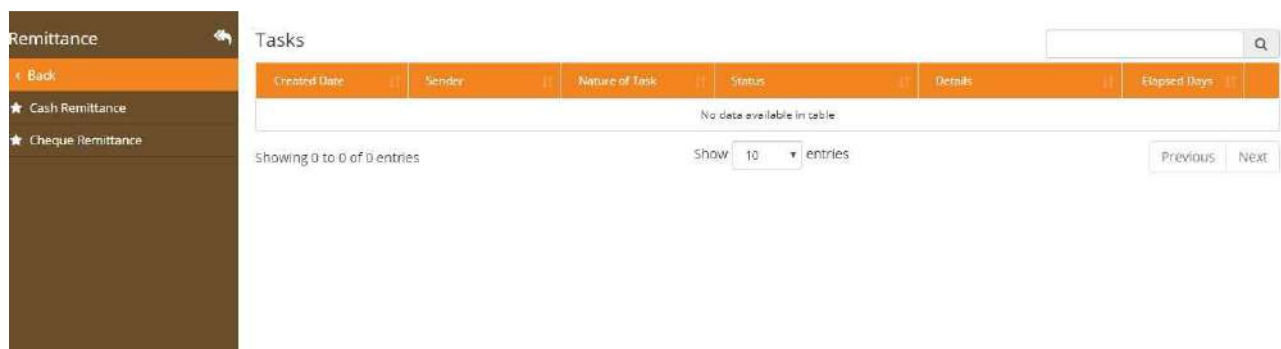 Remittance
Tasks
< Back
Created Date Sender Nature of Task Status Details Elapsed Days
Cash Remittance
No data available in table
Cheque Remittance
Showing 0 to 0 of 0 entries
Show 10 entries
Previous Next